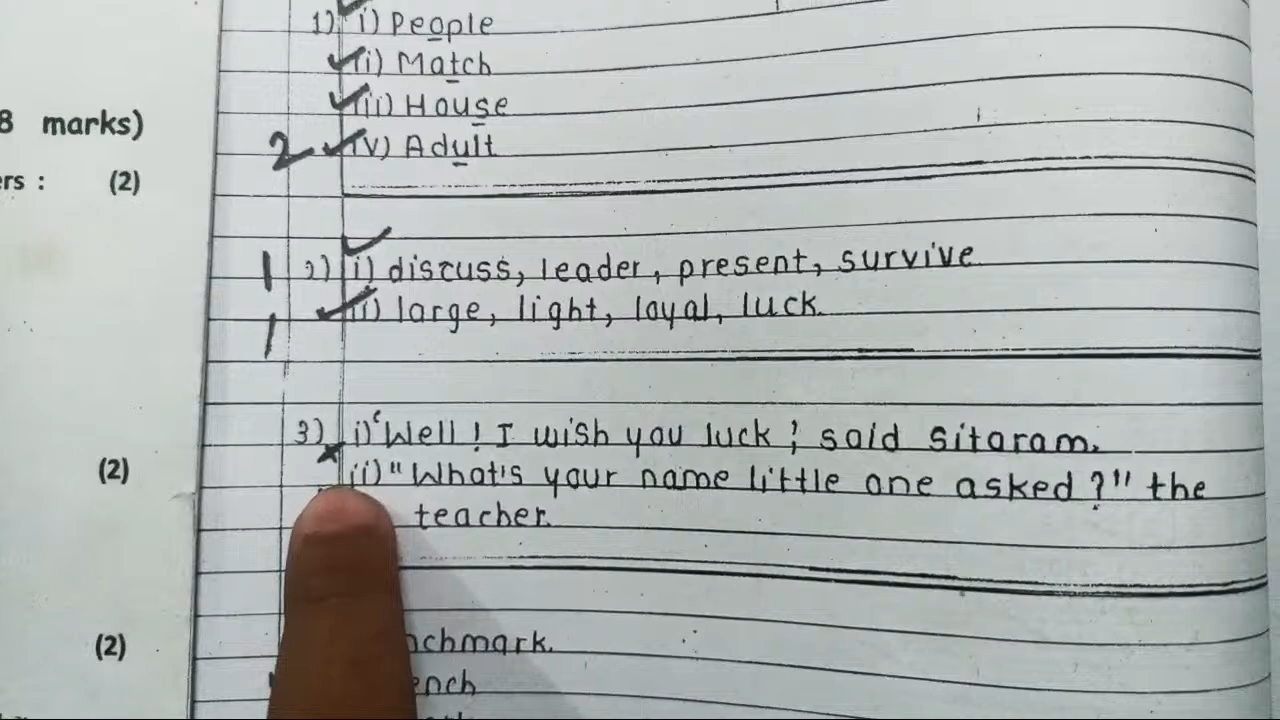 1) i) People
ii) Match
iii) House
8 marks)
2 iv) Adult
ers : (2)
1 2) i) discuss, leader, present, survive
ii) large, light, loyal, luck.
1
3) i) ‘Well! I wish you luck,’ said sitaram.
(2)
ii) "What's your name little one asked?" the
teacher.
(2)
nchmark.
ench